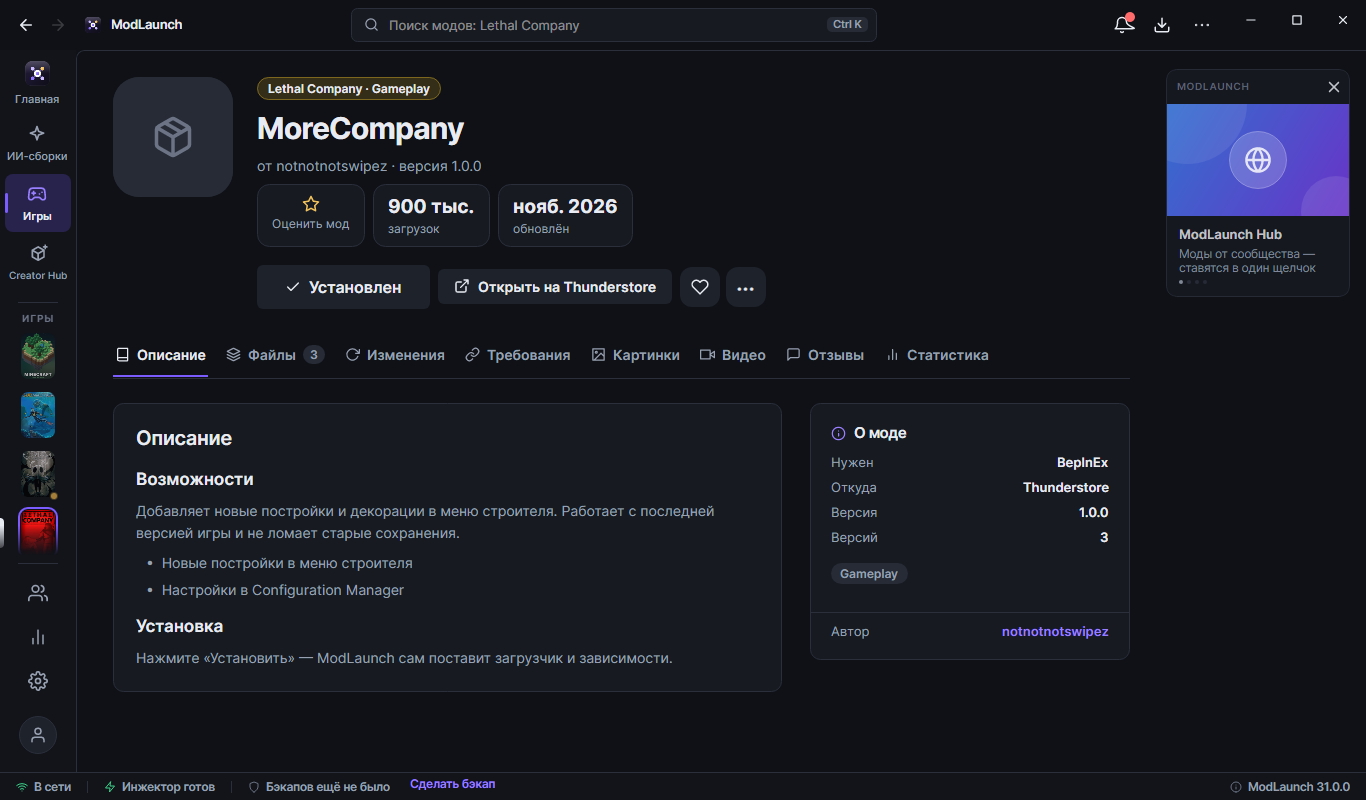 ModLaunch
Поиск модов: Lethal Company
Ctrl K
Главная
ИИ-сборки
Игры
Creator Hub
ИГРЫ
MINECRAFT
LETHAL
COMPANY
Lethal Company · Gameplay
MoreCompany
от notnotnotswipez · версия 1.0.0
Оценить мод
900 тыс.
загрузок
нояб. 2026
обновлён
Установлен
Открыть на Thunderstore
Описание
Файлы 3
Изменения
Требования
Картинки
Видео
Отзывы
Статистика
Описание
Возможности
Добавляет новые постройки и декорации в меню строителя. Работает с последней
версией игры и не ломает старые сохранения.
• Новые постройки в меню строителя
• Настройки в Configuration Manager
Установка
Нажмите «Установить» — ModLaunch сам поставит загрузчик и зависимости.
О моде
Нужен BepInEx
Откуда Thunderstore
Версия 1.0.0
Версий 3
Gameplay
Автор notnotnotswipez
MODLAUNCH
ModLaunch Hub
Моды от сообщества —
ставятся в один щелчок
В сети
Инжектор готов
Бэкапов ещё не было
Сделать бэкап
ModLaunch 31.0.0